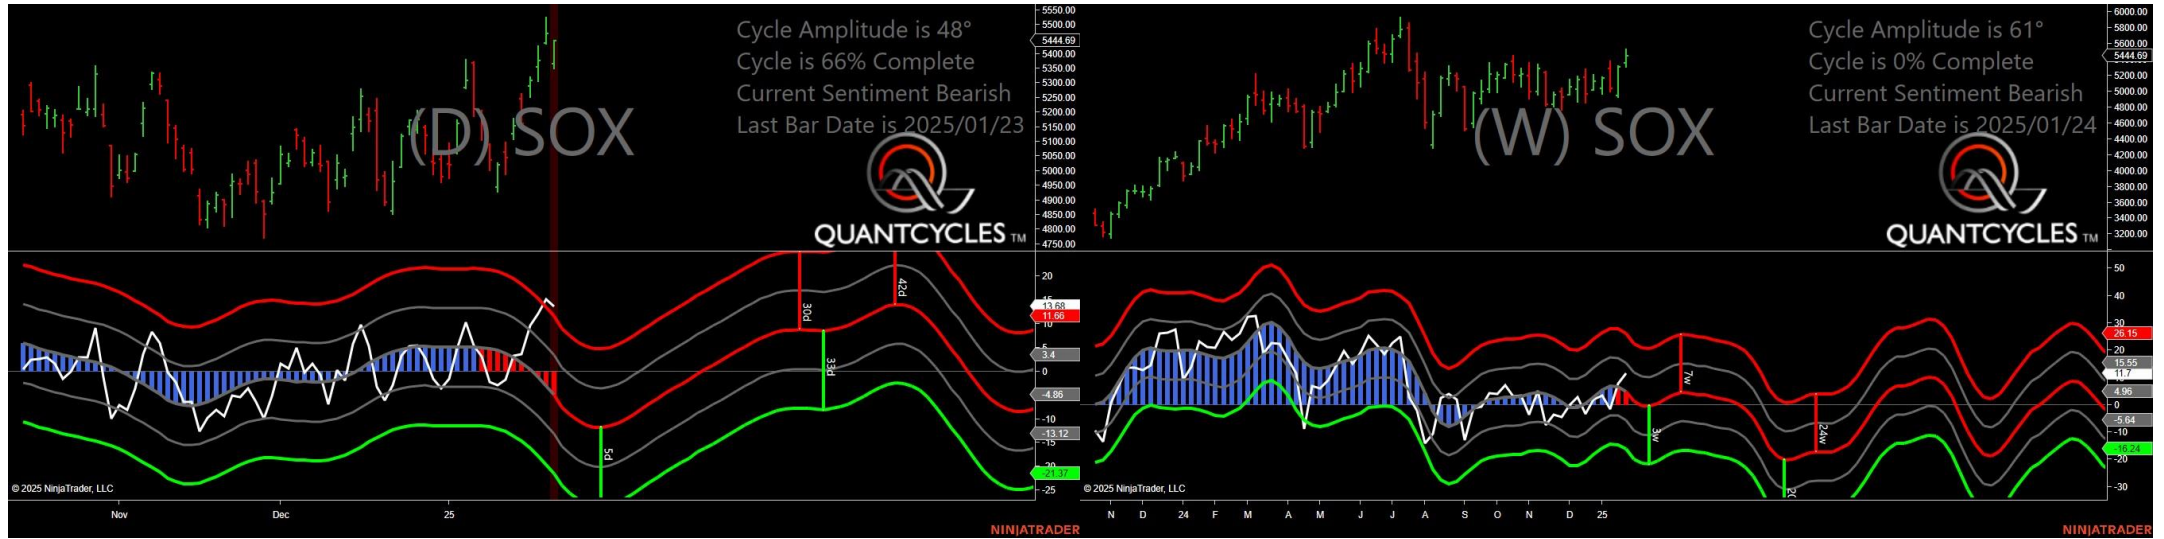 Cycle Amplitude is 48°
Cycle is 66% Complete
Current Sentiment Bearish
Last Bar Date is 2025/01/23
(D) SOX
QUANTCYCLES TM
5550.00
5500.00
5444.69
5400.00
5350.00
5300.00
5250.00
5200.00
5150.00
5100.00
5050.00
5000.00
4950.00
4900.00
4850.00
4800.00
4750.00
20
15
13.68
11.66
10
5
3.4
0
-4.86
-10
-13.12
-15
-20
-21.37
-25
5d
30d
33d
42d
© 2025 NinjaTrader, LLC
Nov
Dec
25
NINJATRADER
Cycle Amplitude is 61°
Cycle is 0% Complete
Current Sentiment Bearish
Last Bar Date is 2025/01/24
(W) SOX
QUANTCYCLES TM
6000.00
5800.00
5600.00
5444.69
5200.00
5000.00
4800.00
4600.00
4400.00
4200.00
4000.00
3800.00
3600.00
3400.00
3200.00
50
40
30
26.15
20
15.55
11.7
4.96
0
-5.64
-10
-16.24
-20
-30
3w
7w
24w
© 2025 NinjaTrader, LLC
N
D
24
F
M
A
M
J
J
A
S
O
N
D
25
NINJATRADER